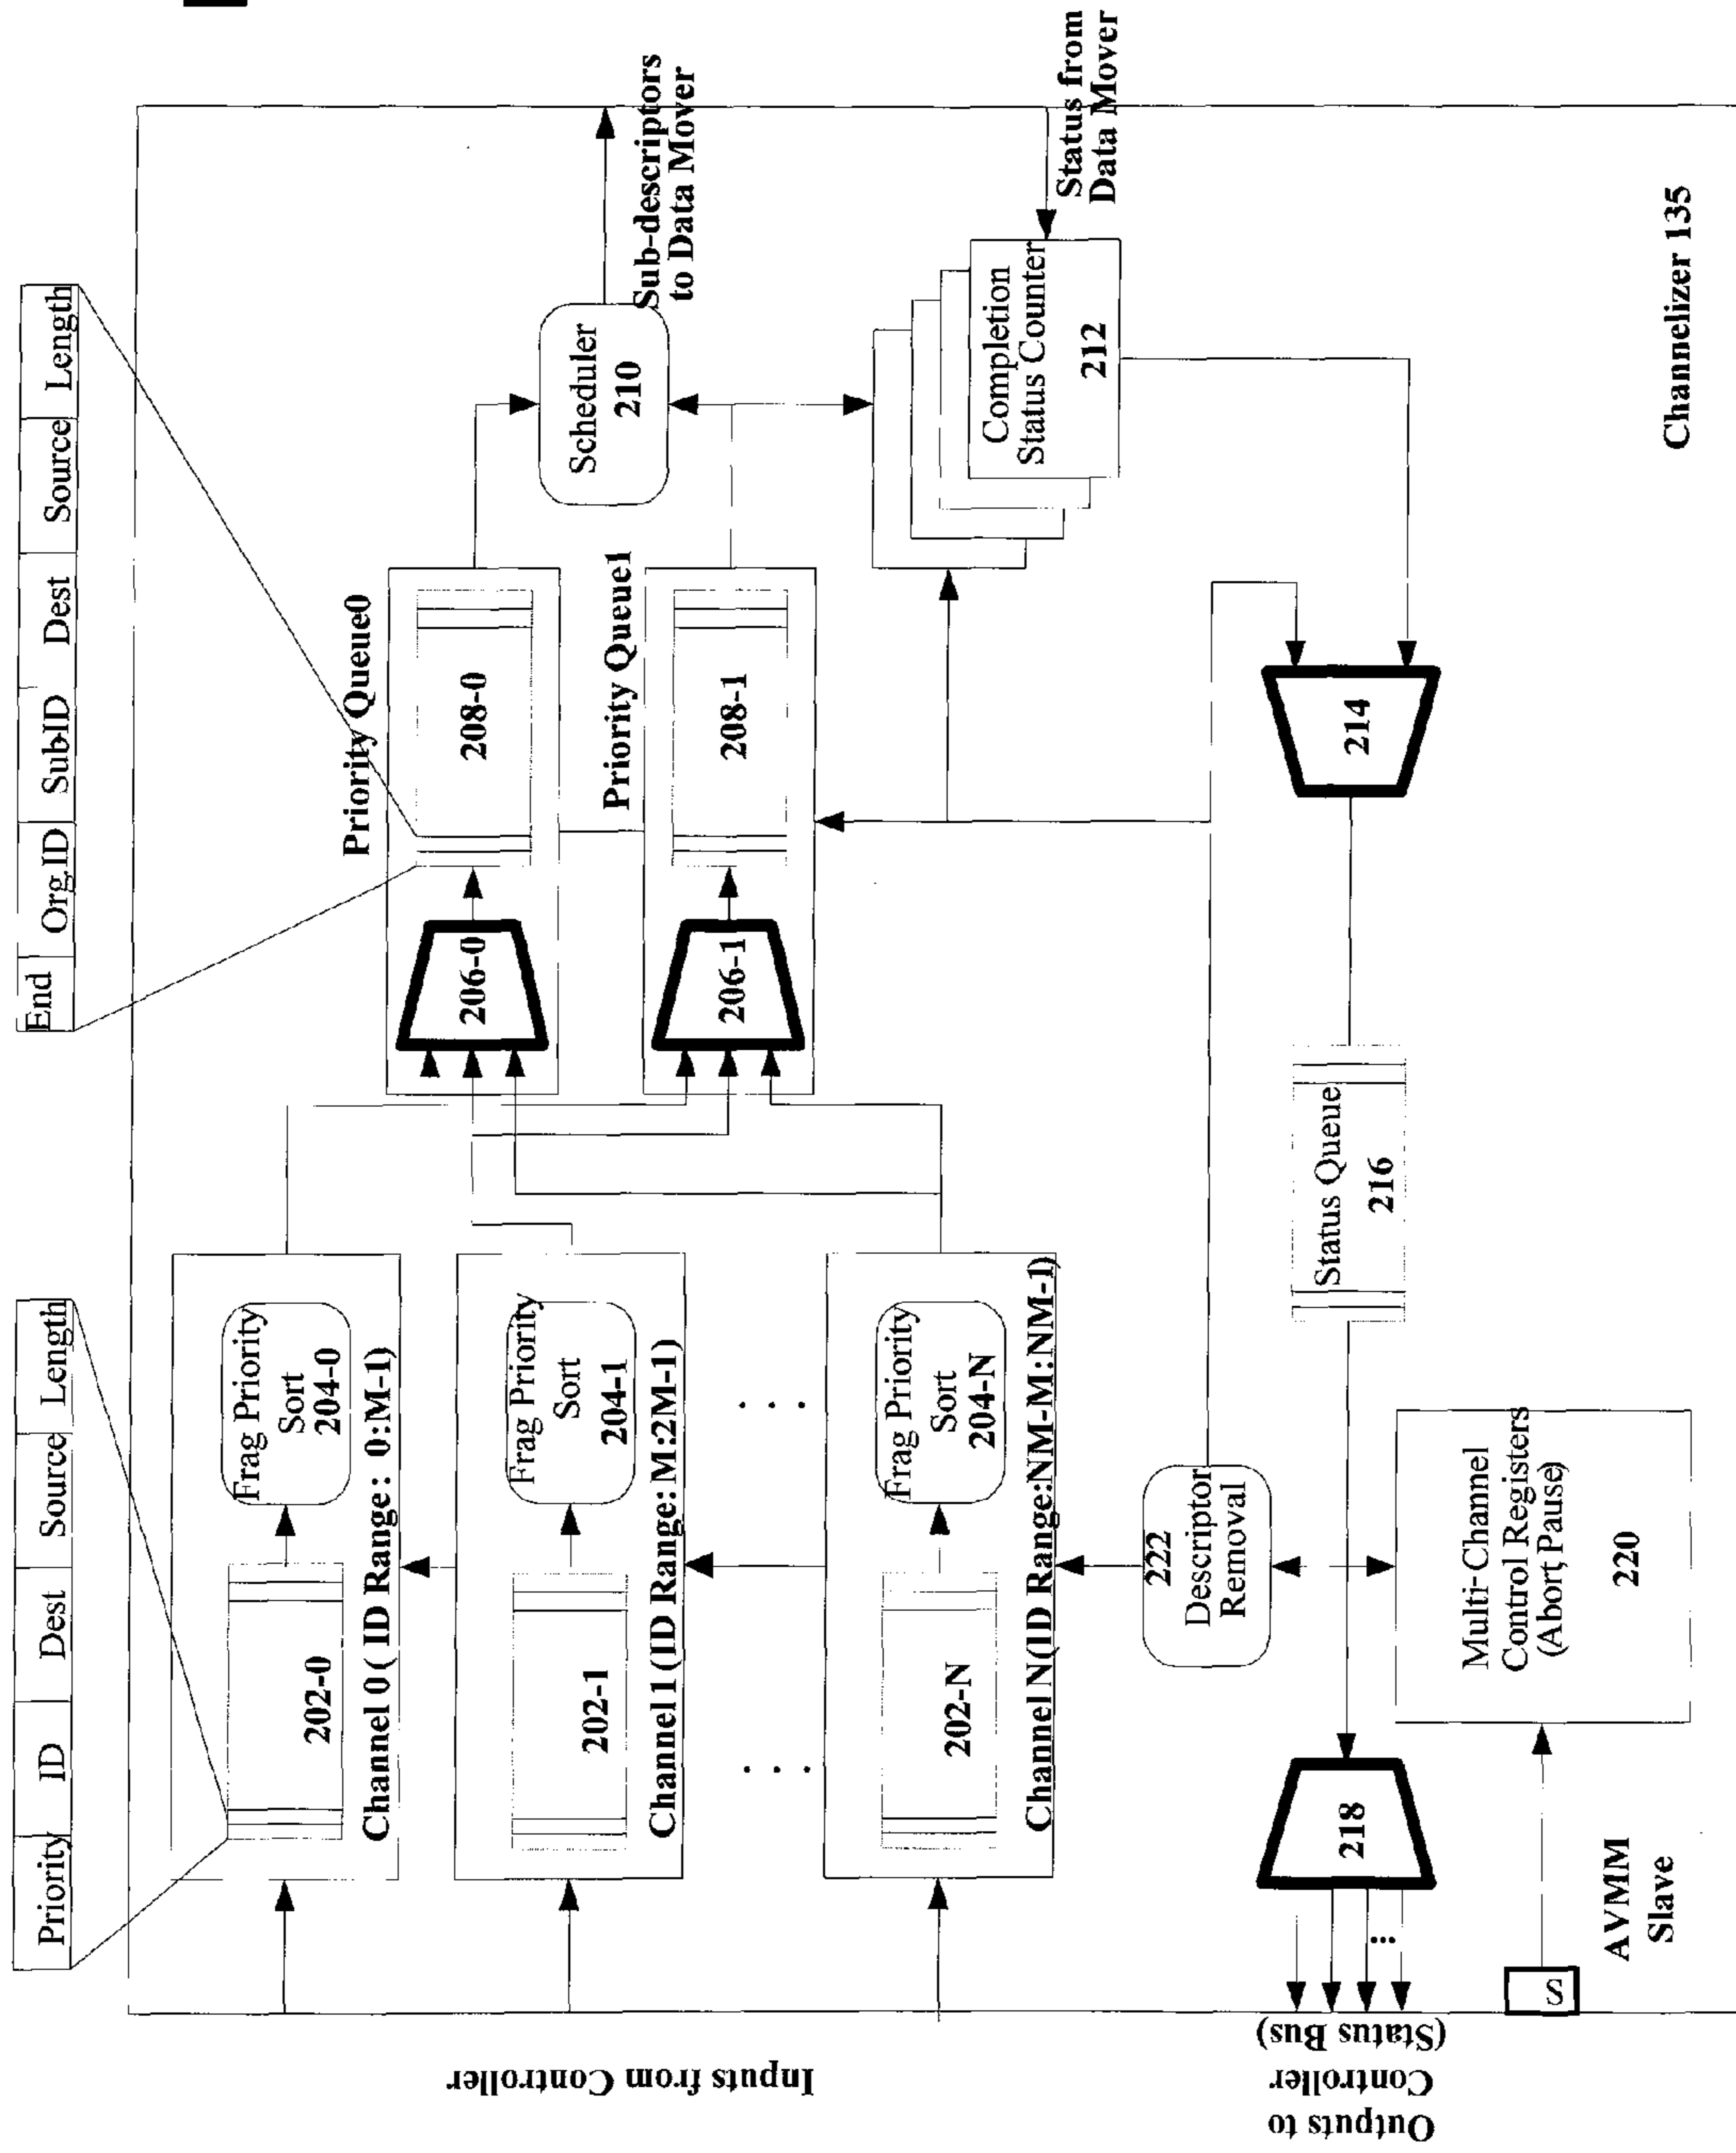 Priority ID Dest Source Length
End Org.ID SubID Dest Source Length
Inputs from Controller
202-0
Frag Priority
Sort
204-0
Channel 0 ( ID Range : 0:M-1)
202-1
Frag Priority
Sort
204-1
Channel 1 (ID Range: M:2M-1)
...
...
202-N
Frag Priority
Sort
204-N
Channel N(ID Range:NM-M:NM-1)
Priority Queue0
206-0
208-0
Priority Queue1
206-1
208-1
Scheduler
210
Sub-descriptors
to Data Mover
Completion
Status Counter
212
Status from
Data Mover
222
Descriptor
Removal
214
Status Queue
216
218
...
Outputs to
Controller
(Status Bus)
Multi-Channel
Control Registers
(Abort,Pause)
220
S
AVMM
Slave
Channelizer 135